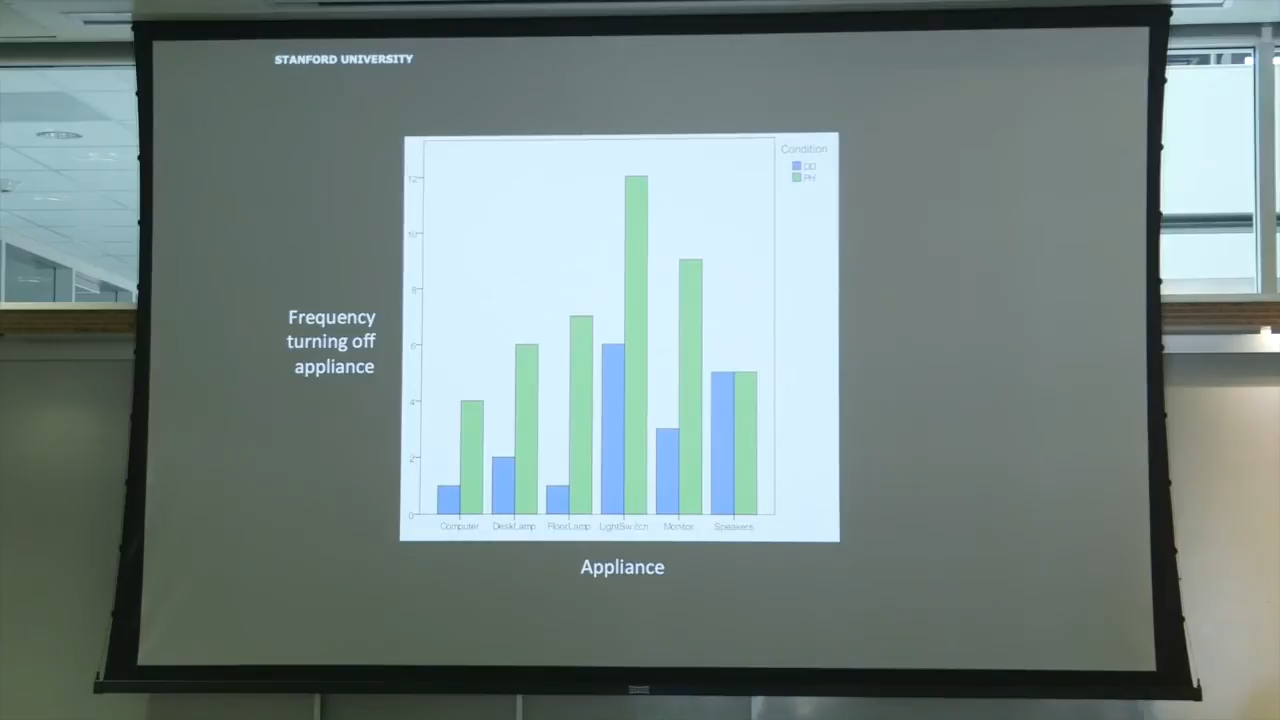 STANFORD UNIVERSITY
Condition
DD
PH
12
10
8
6
4
2
0
Frequency
turning off
appliance
Computer DeskLamp FloorLamp LightSwitch Monitor Speakers
Appliance